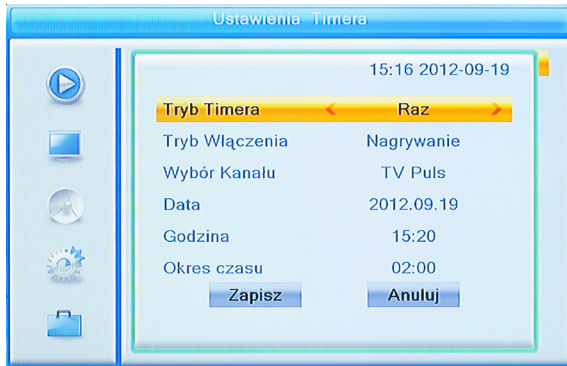 Ustawienia Timera
15:16 2012-09-19
Tryb Timera Raz
Tryb Włączenia Nagrywanie
Wybór Kanału TV Puls
Data 2012.09.19
Godzina 15:20
Okres czasu 02:00
Zapisz Anuluj